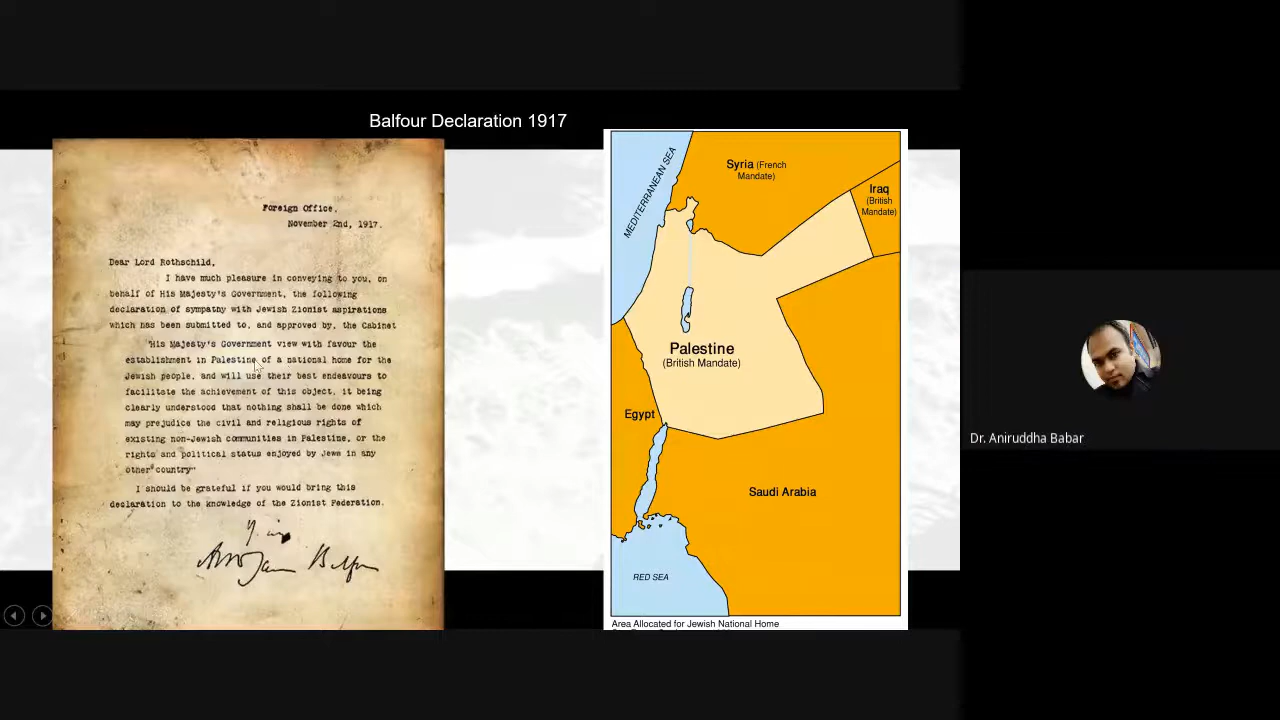 Balfour Declaration 1917
Foreign Office,
November 2nd, 1917.
Dear Lord Rothschild,
I have much pleasure in conveying to you, on
behalf of His Majesty's Government, the following
declaration of sympathy with Jewish Zionist aspirations
which has been submitted to, and approved by, the Cabinet
"His Majesty's Government view with favour the
establishment in Palestine of a national home for the
Jewish people, and will use their best endeavours to
facilitate the achievement of this object, it being
clearly understood that nothing shall be done which
may prejudice the civil and religious rights of
existing non-Jewish communities in Palestine, or the
rights and political status enjoyed by Jews in any
other country"
I should be grateful if you would bring this
declaration to the knowledge of the Zionist Federation.
MEDITERRANEAN SEA
Syria (French
Mandate)
Iraq
(British
Mandate)
Palestine
(British Mandate)
Egypt
Saudi Arabia
RED SEA
Area Allocated for Jewish National Home
Dr. Aniruddha Babar